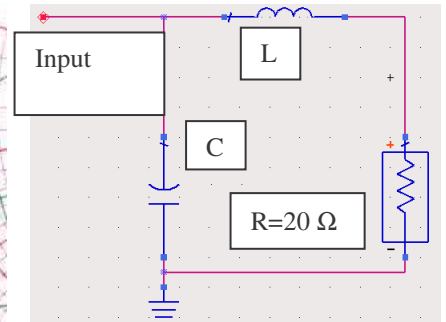 Input
L
+
C
+
R=20 Ω
-